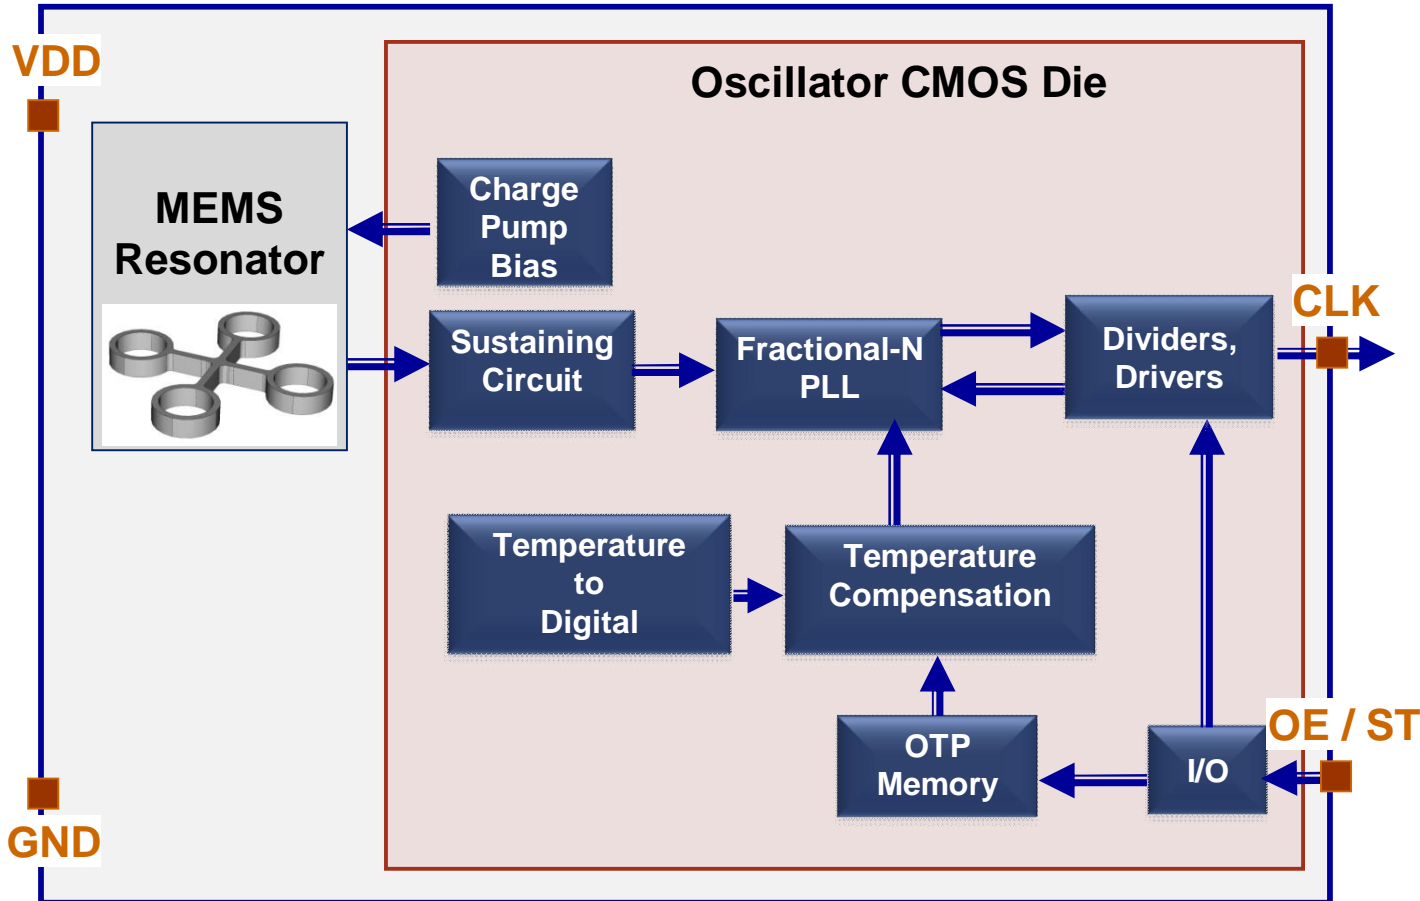 VDD
Oscillator CMOS Die
MEMS
Resonator
Charge
Pump
Bias
Sustaining
Circuit
Fractional-N
PLL
Dividers,
Drivers
CLK
Temperature
to
Digital
Temperature
Compensation
OTP
Memory
I/O
OE / ST
GND